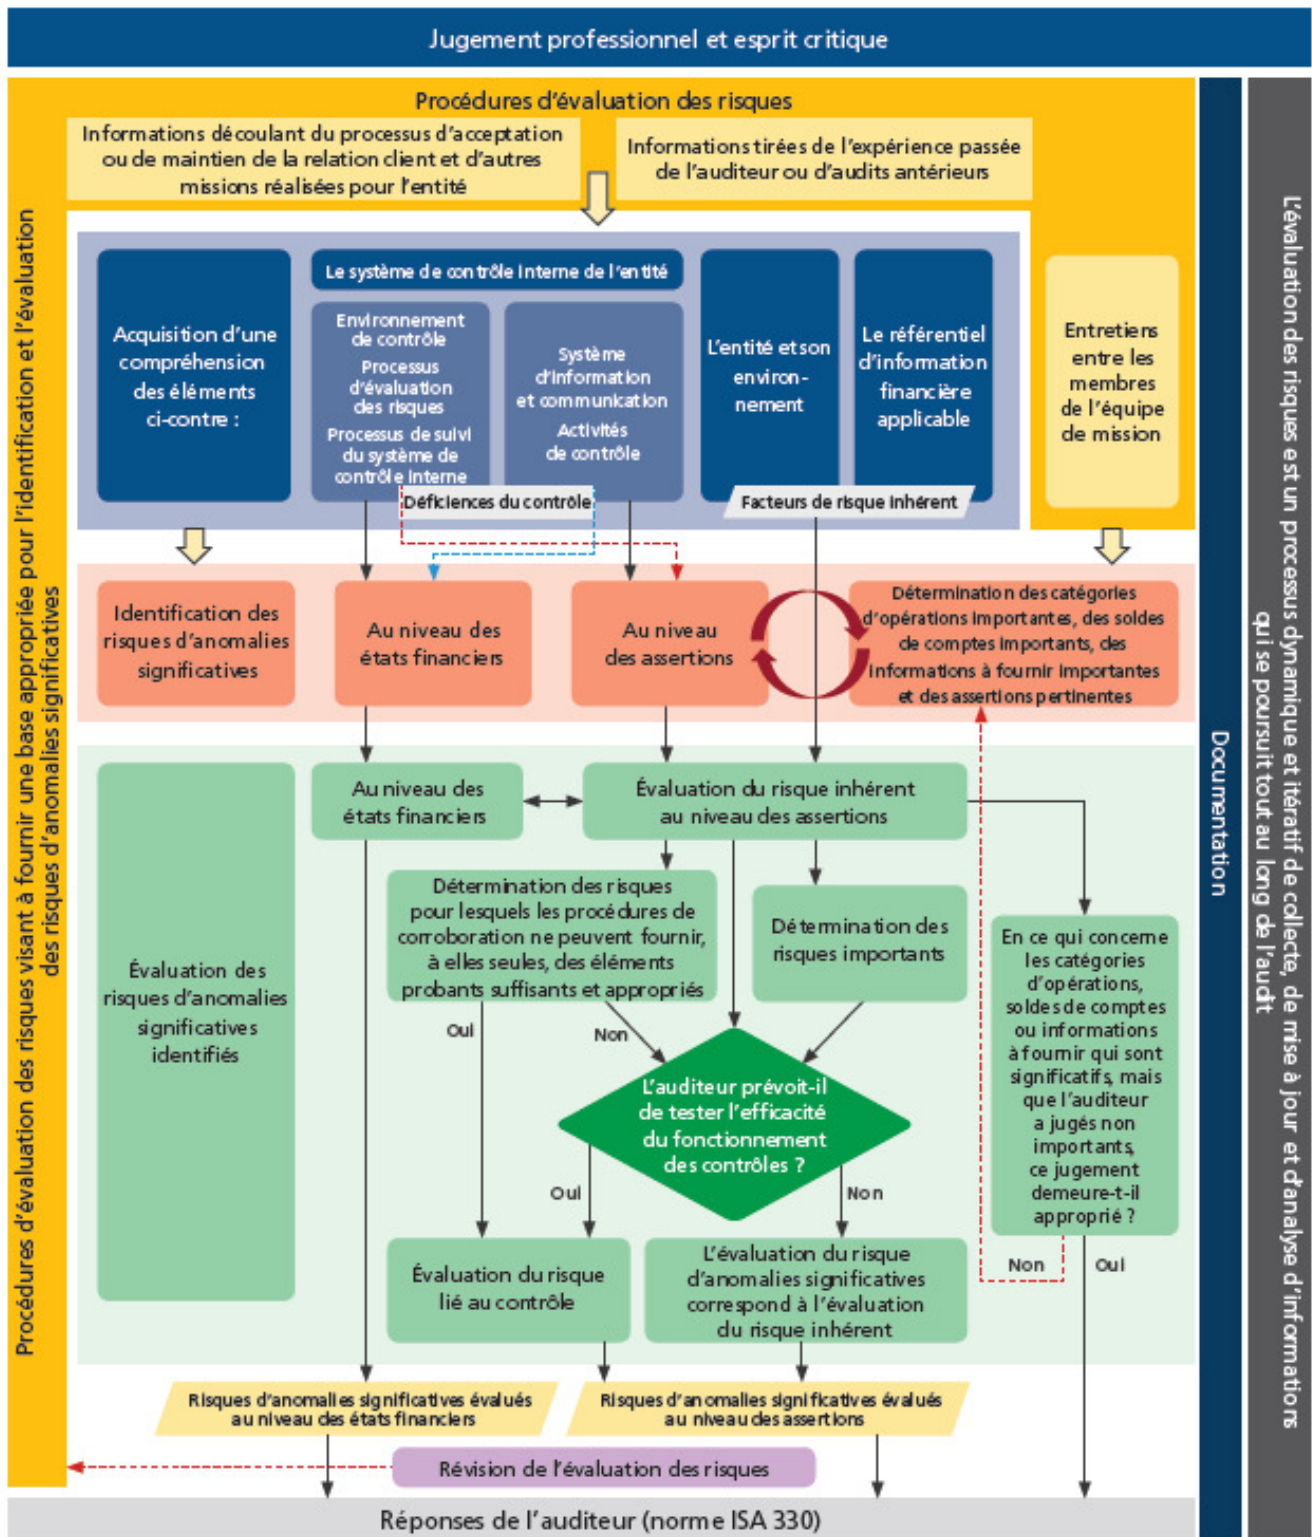 Jugement professionnel et esprit critique
Procédures d'évaluation des risques
Informations découlant du processus d'acceptation
ou de maintien de la relation client et d'autres
missions réalisées pour l'entité
Informations tirées de l'expérience passée
de l'auditeur ou d'audits antérieurs
Procédures d'évaluation des risques visant à fournir une base appropriée pour l'identification et l'évaluation
des risques d'anomalies significatives
Acquisition d'une
compréhension
des éléments
ci-contre :
Le système de contrôle interne de l'entité
Environnement
de contrôle
Processus
d'évaluation
des risques
Processus de suivi
du système de
contrôle interne
Système
d'information
et communication
Activités
de contrôle
L'entité et son
environ-
nement
Le référentiel
d'information
financière
applicable
Entretiens
entre les
membres
de l'équipe
de mission
Déficiences du contrôle
Facteurs de risque inhérent
Identification des
risques d'anomalies
significatives
Au niveau des
états financiers
Au niveau
des assertions
Détermination des catégories
d'opérations importantes, des soldes
de comptes importants, des
informations à fournir importantes
et des assertions pertinentes
Évaluation des
risques d'anomalies
significatives
identifiés
Au niveau des
états financiers
Évaluation du risque inhérent
au niveau des assertions
Détermination des risques
pour lesquels les procédures de
corroboration ne peuvent fournir,
à elles seules, des éléments
probants suffisants et appropriés
Détermination des
risques importants
En ce qui concerne
les catégories
d'opérations,
soldes de comptes
ou informations
à fournir qui sont
significatifs, mais
que l'auditeur
a jugés non
importants,
ce jugement
demeure-t-il
approprié ?
Oui
Non
L'auditeur prévoit-il
de tester l'efficacité
du fonctionnement
des contrôles ?
Oui
Non
Évaluation du risque
lié au contrôle
L'évaluation du risque
d'anomalies significatives
correspond à l'évaluation
du risque inhérent
Non
Oui
Risques d'anomalies significatives évalués
au niveau des états financiers
Risques d'anomalies significatives évalués
au niveau des assertions
Révision de l'évaluation des risques
Réponses de l'auditeur (norme ISA 330)
Documentation
L'évaluation des risques est un processus dynamique et itératif de collecte, de mise à jour et d'analyse d'informations
qui se poursuit tout au long de l'audit